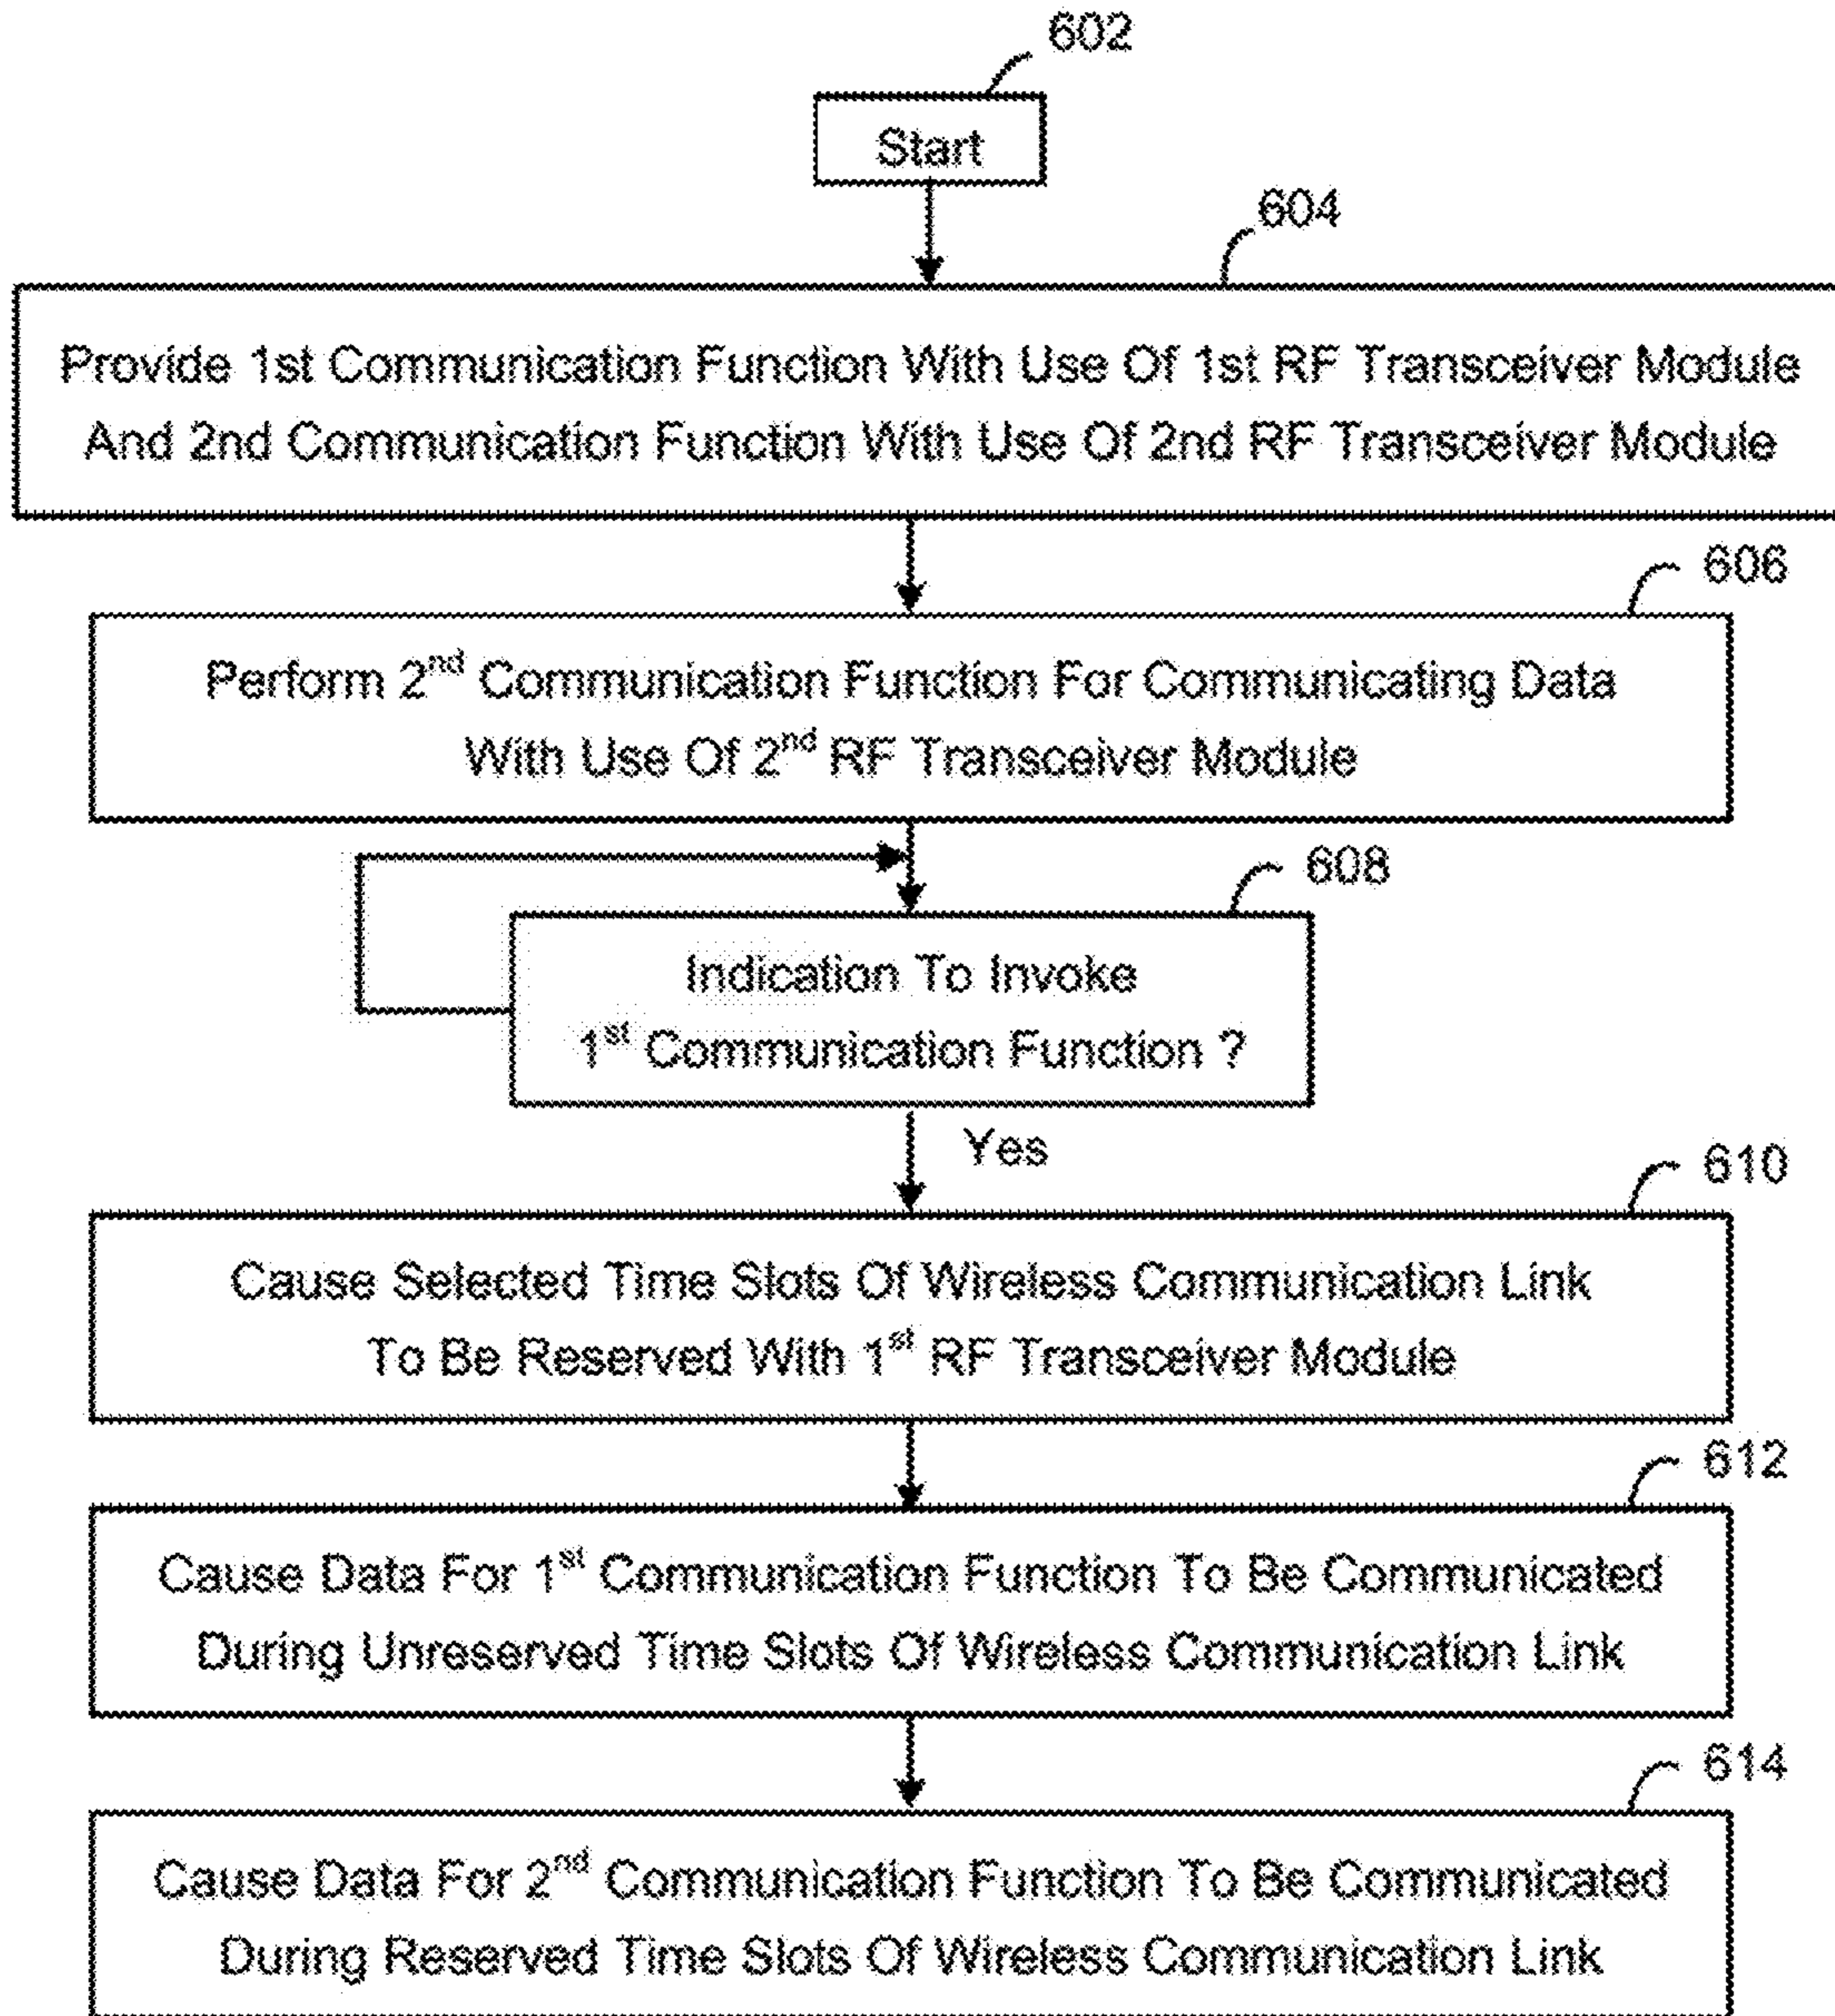 602
Start
604
Provide 1st Communication Function With Use Of 1st RF Transceiver Module
And 2nd Communication Function With Use Of 2nd RF Transceiver Module
606
Perform 2nd Communication Function For Communicating Data
With Use Of 2nd RF Transceiver Module
608
Indication To Invoke
1st Communication Function ?
Yes
610
Cause Selected Time Slots Of Wireless Communication Link
To Be Reserved With 1st RF Transceiver Module
612
Cause Data For 1st Communication Function To Be Communicated
During Unreserved Time Slots Of Wireless Communication Link
614
Cause Data For 2nd Communication Function To Be Communicated
During Reserved Time Slots Of Wireless Communication Link